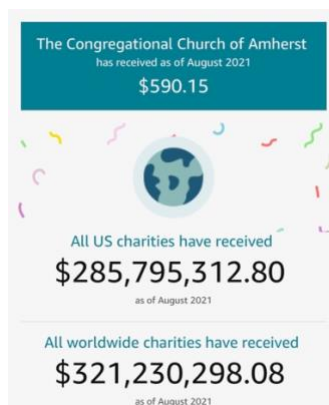 The Congregational Church of Amherst
has received as of August 2021
$590.15
All US charities have received
$285,795,312.80
as of August 2021
All worldwide charities have received
$321,230,298.08
as of August 2021